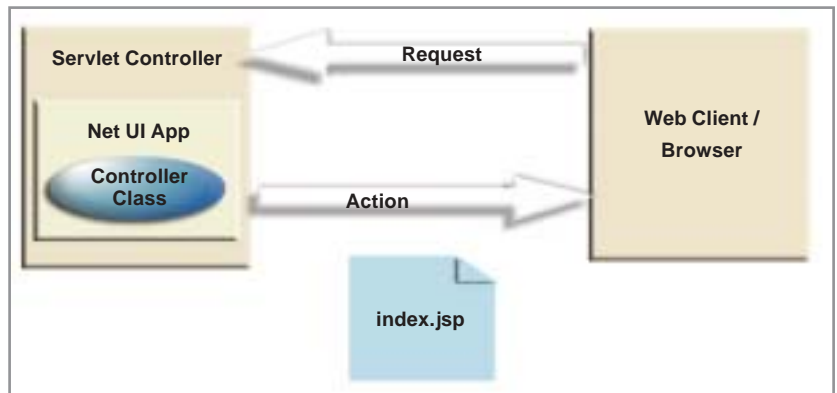 Servlet Controller
Net UI App
Controller
Class
Request
Action
index.jsp
Web Client /
Browser